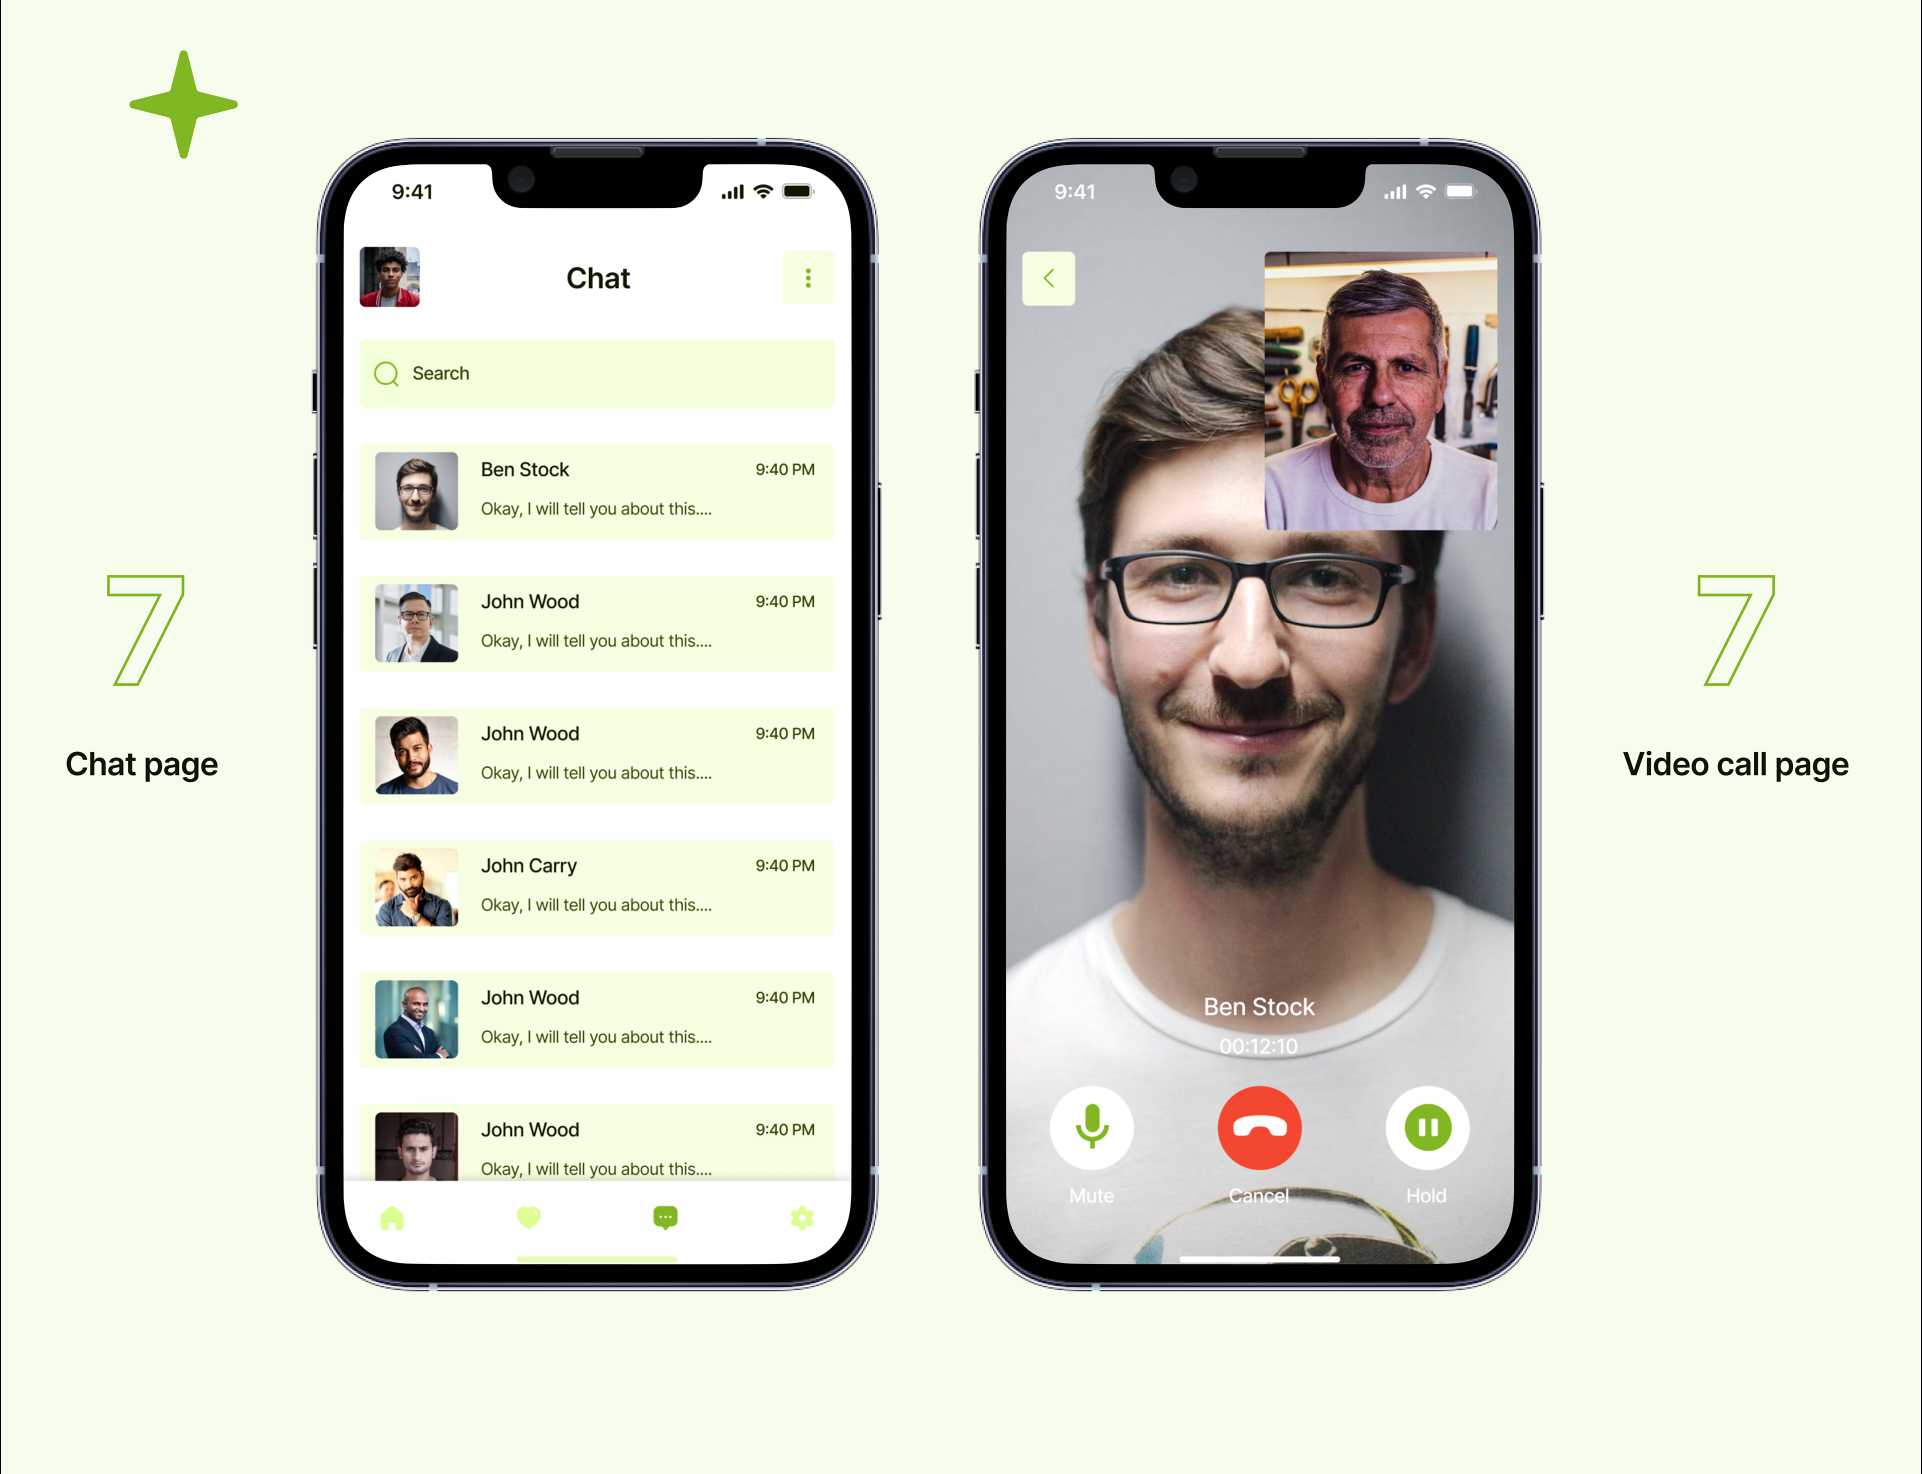 9:41
Chat
Search
Ben Stock 9:40 PM
Okay, I will tell you about this....
John Wood 9:40 PM
Okay, I will tell you about this....
John Wood 9:40 PM
Okay, I will tell you about this....
John Carry 9:40 PM
Okay, I will tell you about this....
John Wood 9:40 PM
Okay, I will tell you about this....
John Wood 9:40 PM
Okay, I will tell you about this....
7
Chat page
9:41
Ben Stock
00:12:10
Mute Cancel Hold
7
Video call page